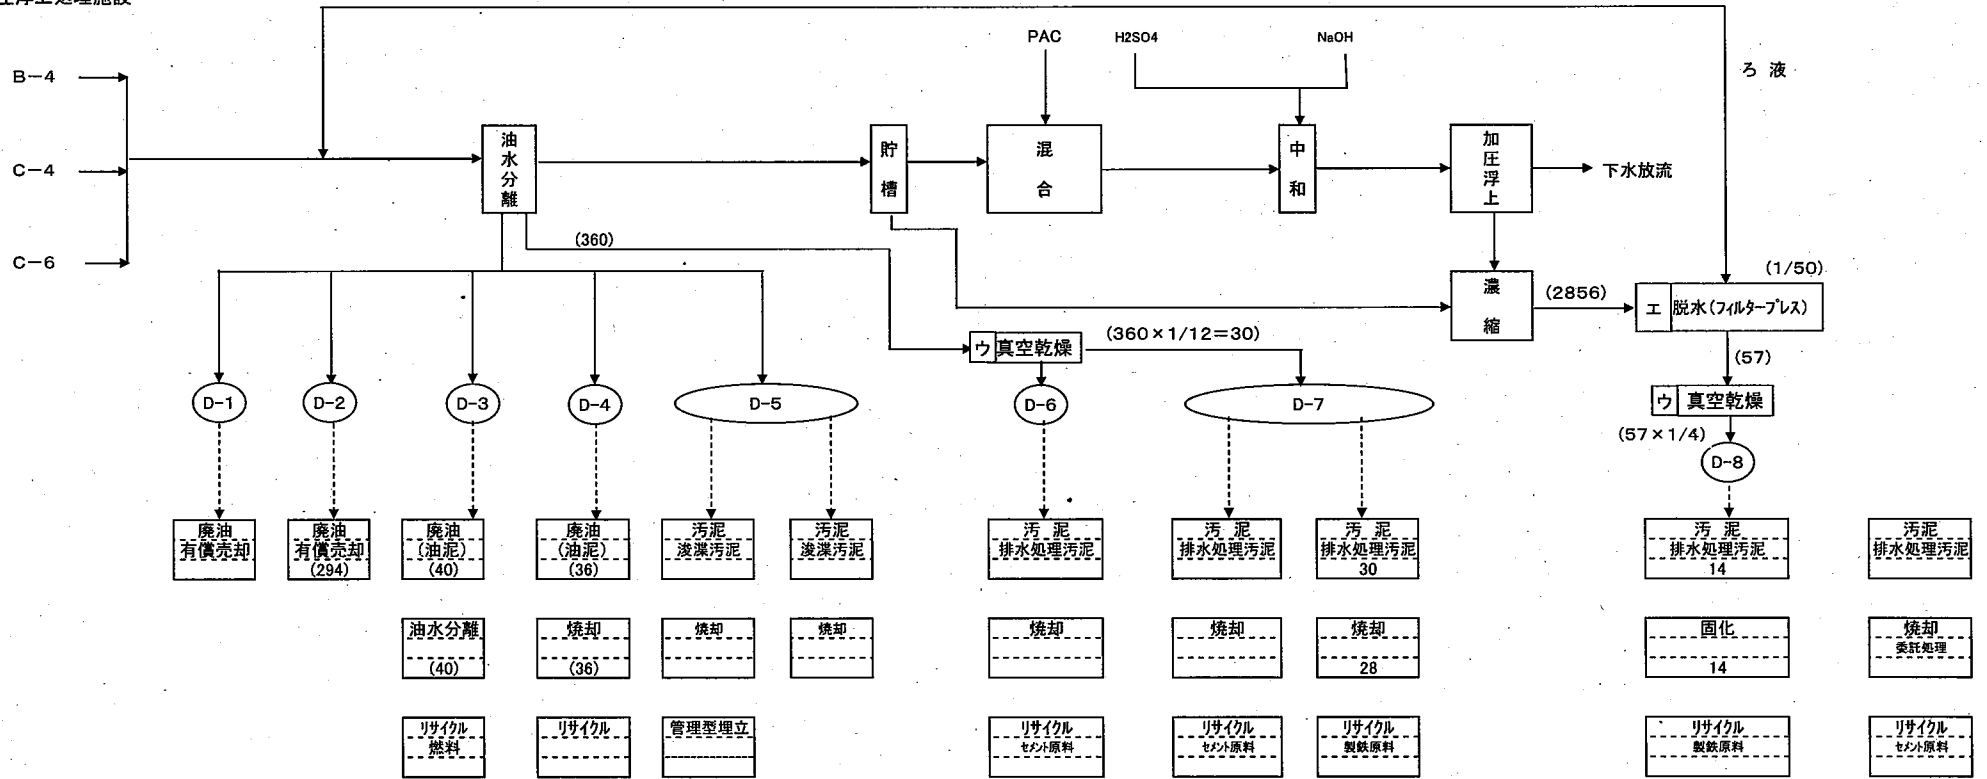 PAC
H2SO4
NaOH
B-4
ろ 液
油水分離
貯槽
混合
中和
加圧浮上
C-4
下水放流
(360)
C-6
(1/50)
濃縮
(2856)
エ 脱水(フィルタープレス)
(360×1/12=30)
ウ 真空乾燥
(57)
D-1
D-2
D-3
D-4
D-5
D-6
D-7
ウ 真空乾燥
(57×1/4)
D-8
廃油
有償売却
廃油
有償売却
(294)
廃油
(油泥)
(40)
廃油
(油泥)
(36)
汚泥
浚渫汚泥
汚泥
浚渫汚泥
汚 泥
排水処理汚泥
汚 泥
排水処理汚泥
汚 泥
排水処理汚泥
30
汚 泥
排水処理汚泥
14
汚泥
排水処理汚泥
油水分離
(40)
焼却
(36)
焼却
焼却
焼却
焼却
焼却
28
固化
14
焼却
委託処理
リサイクル
燃料
リサイクル
管理型埋立
リサイクル
セメント原料
リサイクル
セメント原料
リサイクル
製鉄原料
リサイクル
製鉄原料
リサイクル
セメント原料